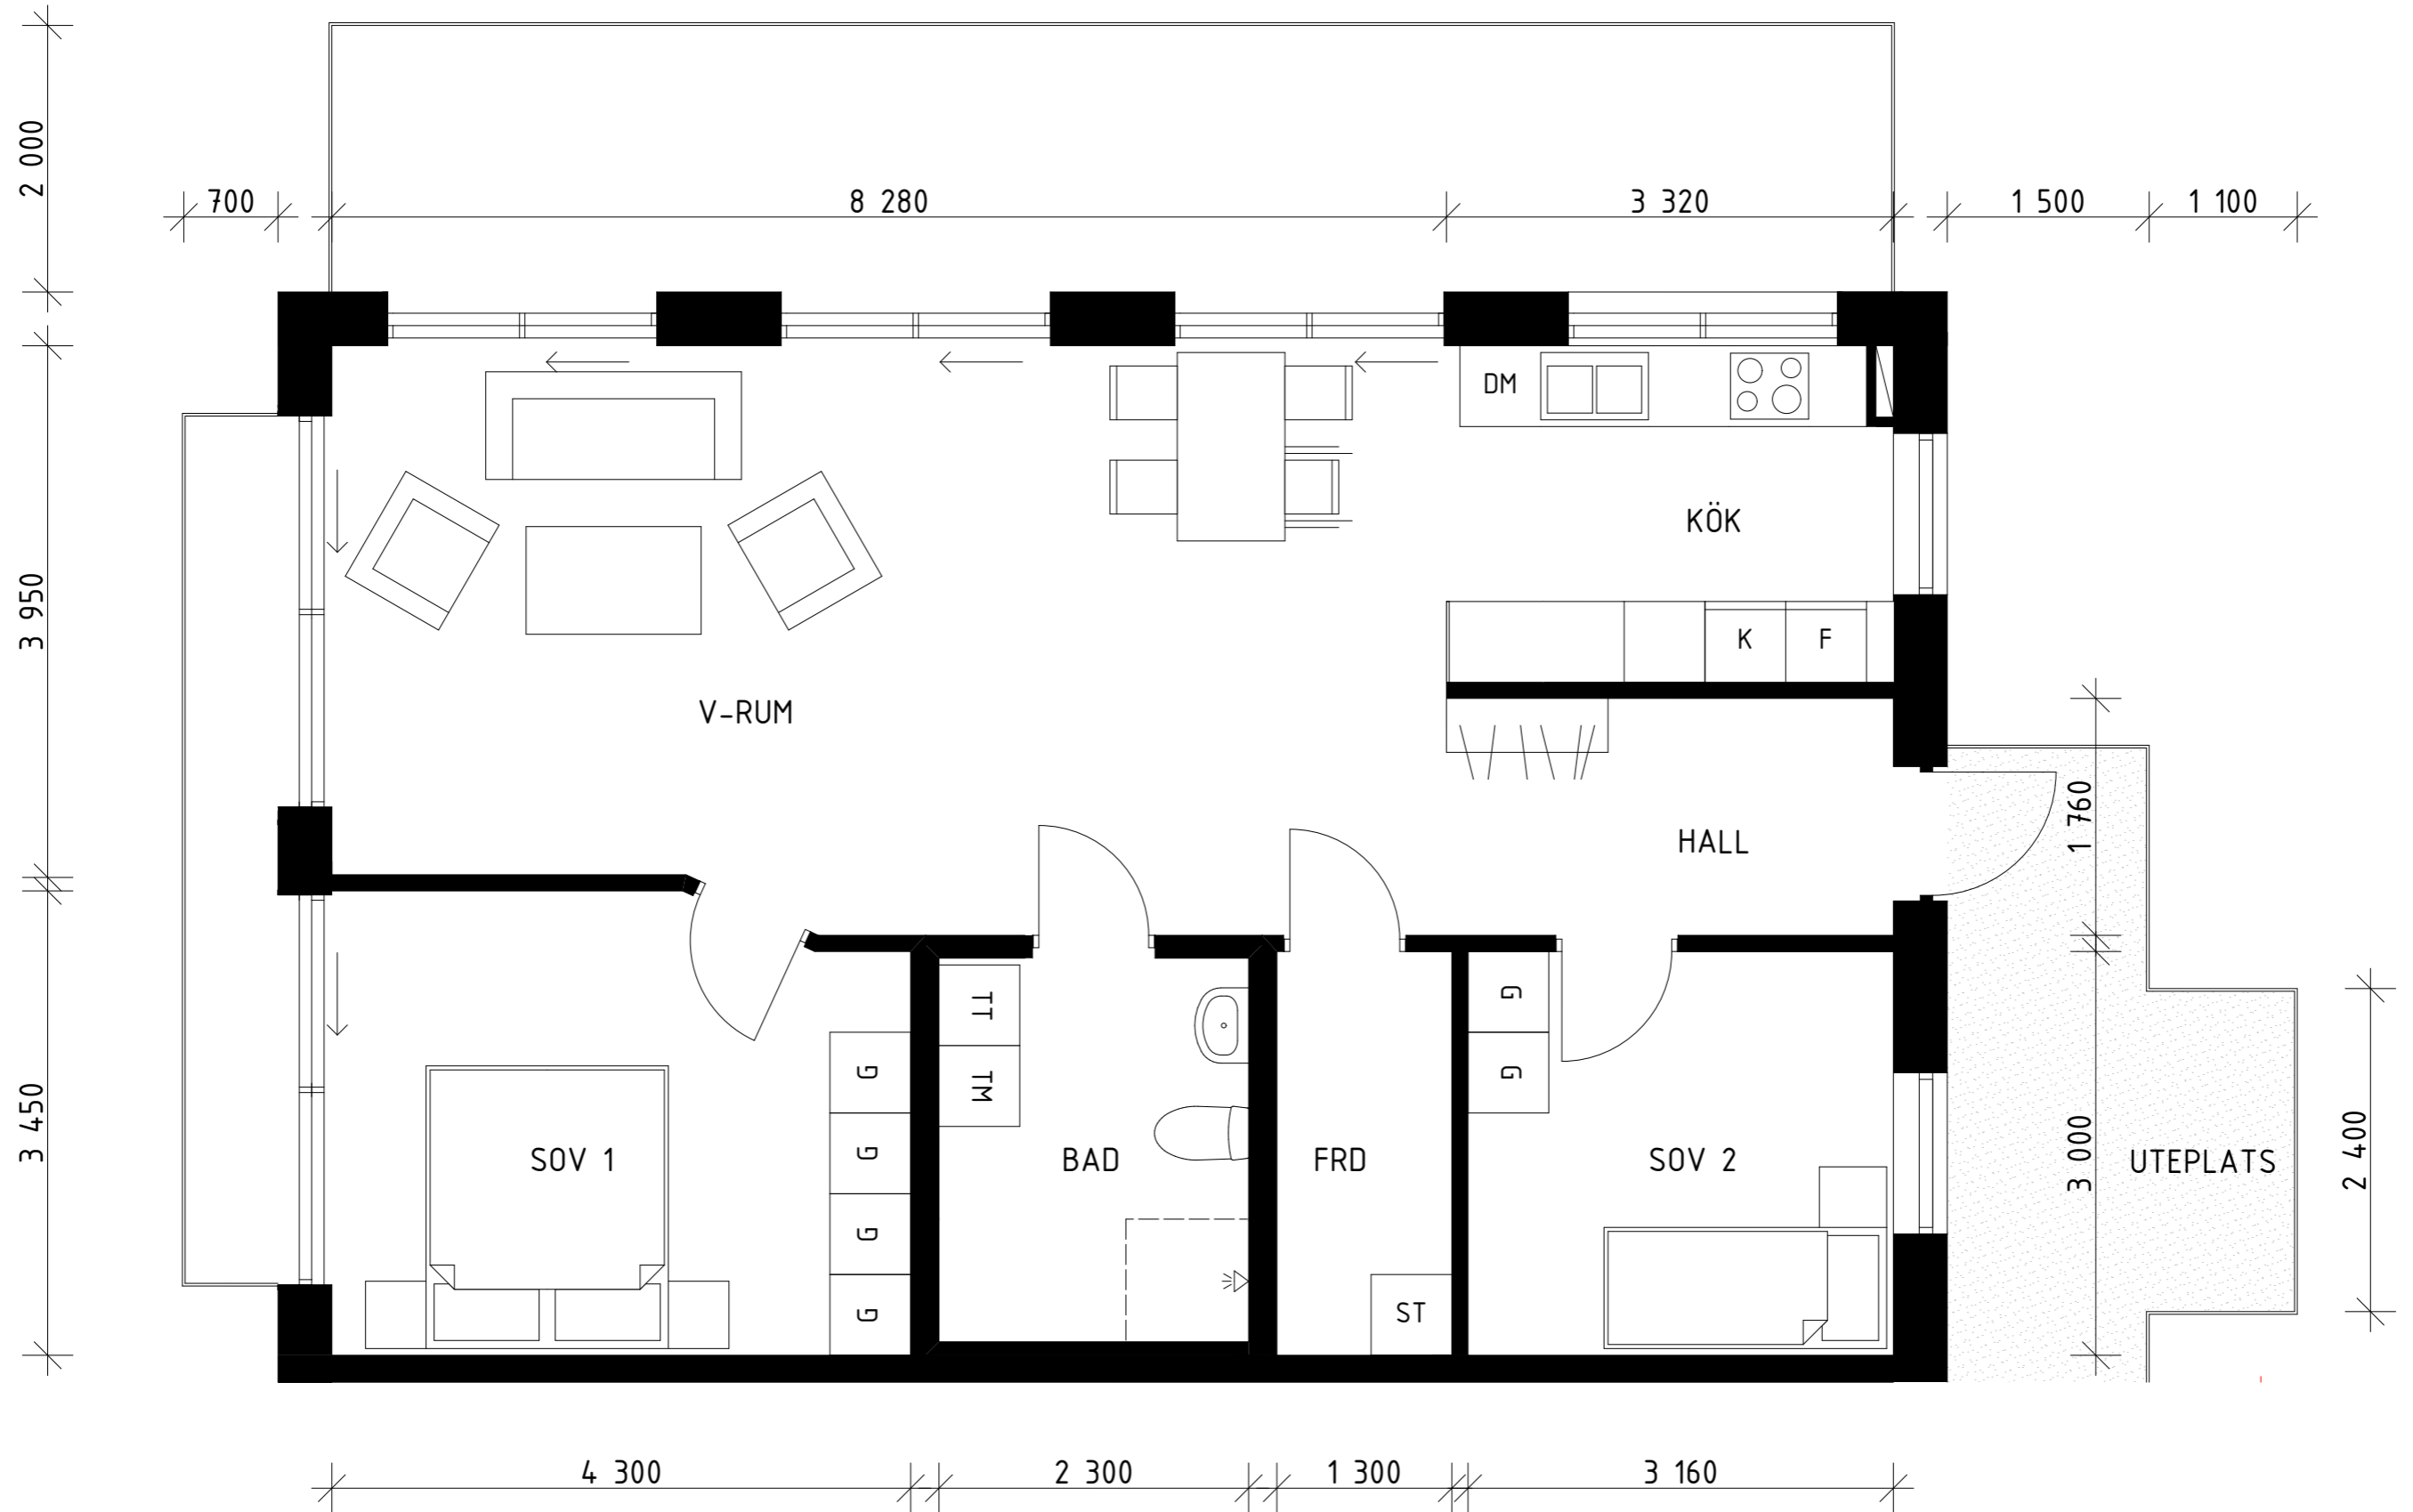 2 000
700
8 280
3 320
1 500
1 100
DM
KÖK
3 950
K
F
V-RUM
1 760
HALL
TT
G
TM
G
G
3 450
SOV 1
G
BAD
FRD
SOV 2
3 000
UTEPLATS
2 400
G
G
ST
4 300
2 300
1 300
3 160